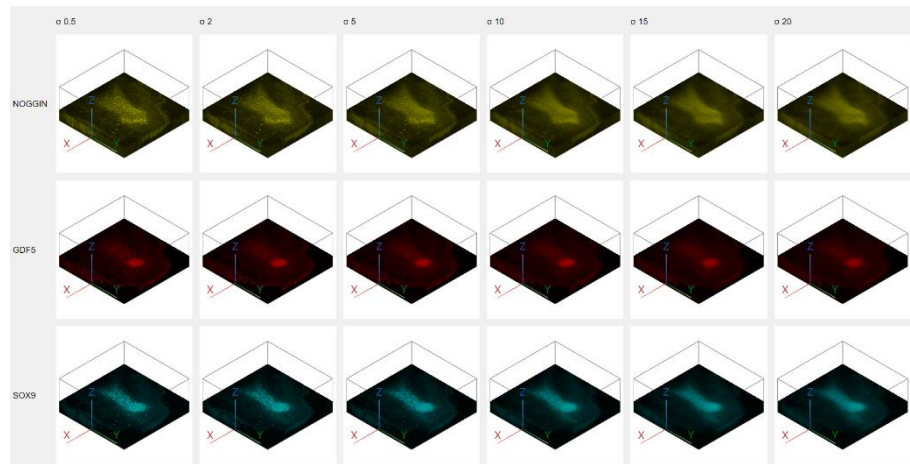 σ 0.5 σ 2 σ 5 σ 10 σ 15 σ 20
NOGGIN
Z Z Z Z Z Z
X Y X Y X Y X Y X Y X Y
GDF5
Z Z Z Z Z Z
X Y X Y X Y X Y X Y X Y
SOX9
Z Z Z Z Z Z
X Y X Y X Y X Y X Y X Y